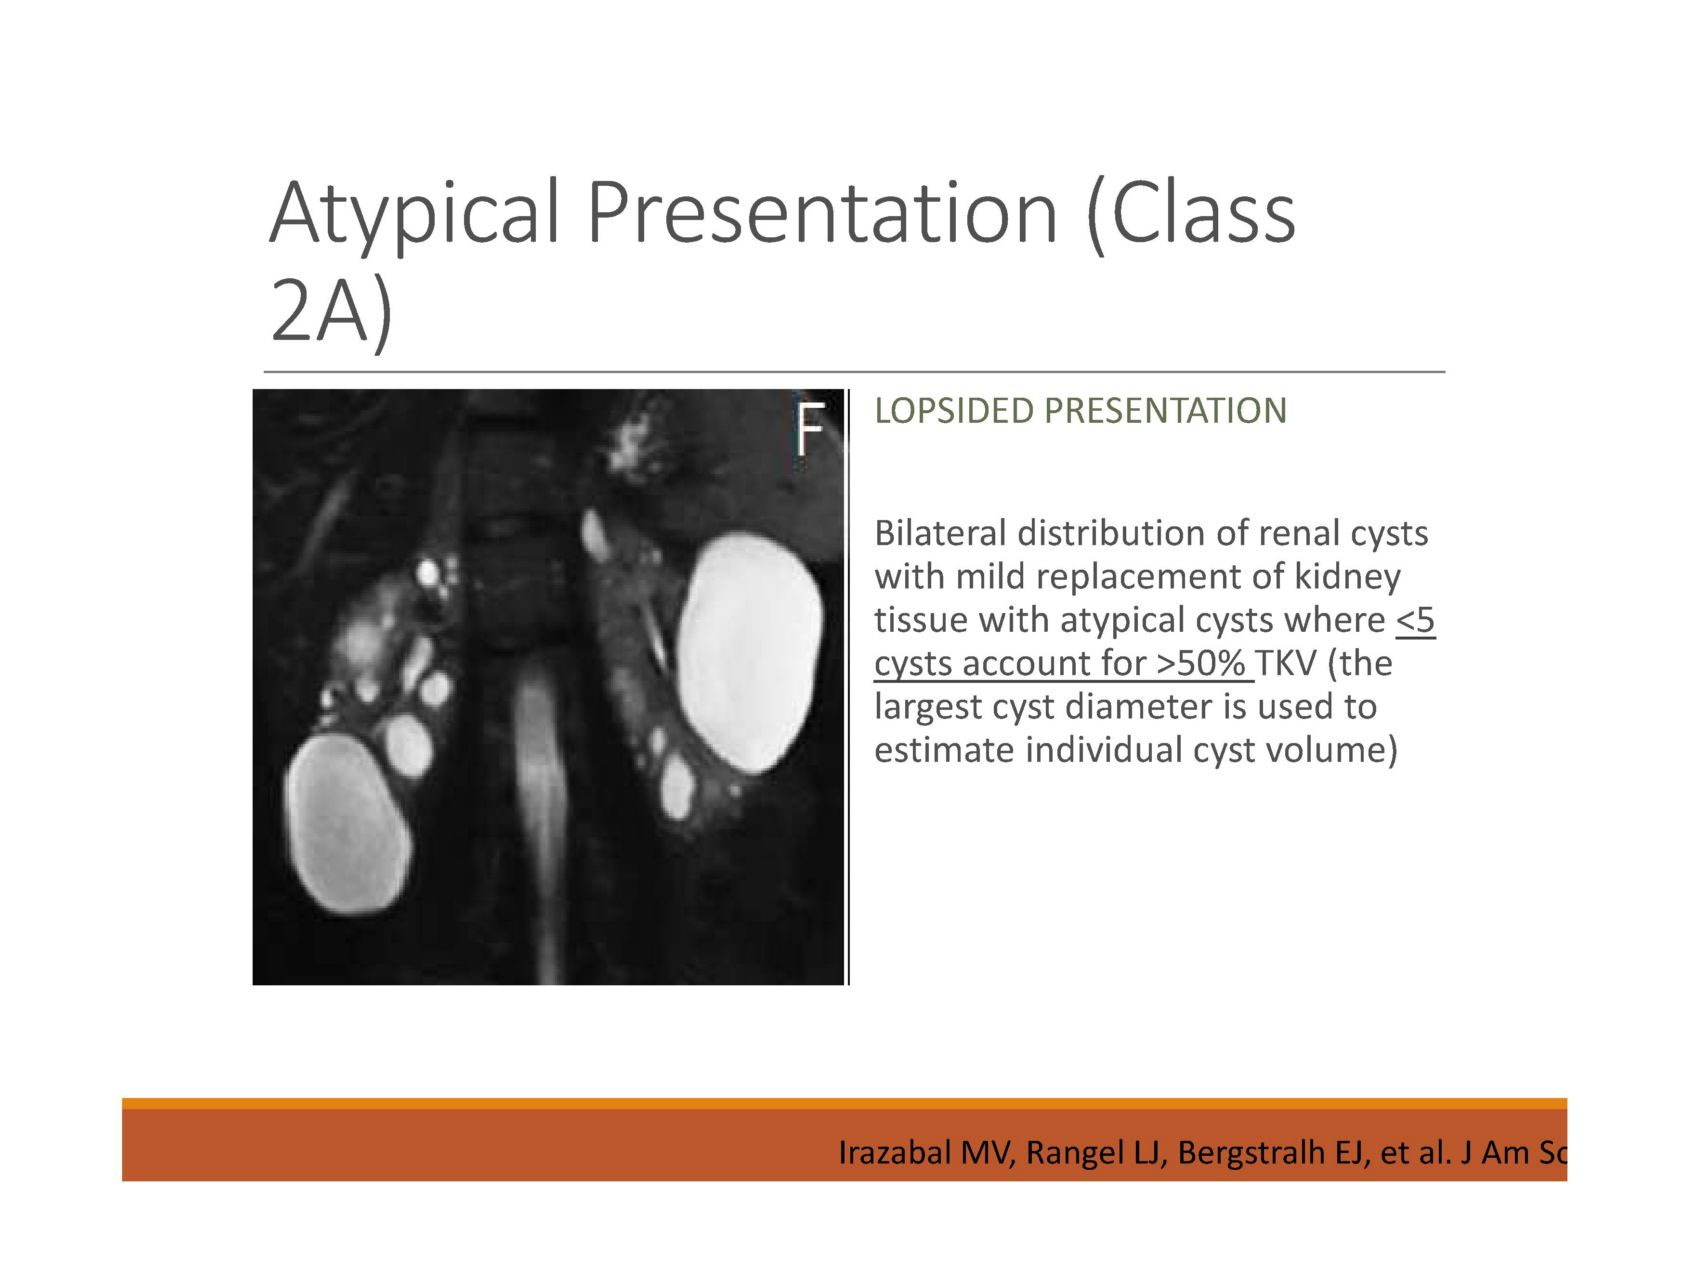 Atypical Presentation (Class
2A)
F
LOPSIDED PRESENTATION
Bilateral distribution of renal cysts
with mild replacement of kidney
tissue with atypical cysts where <5
cysts account for >50% TKV (the
largest cyst diameter is used to
estimate individual cyst volume)
Irazabal MV, Rangel LJ, Bergstralh EJ, et al. J Am